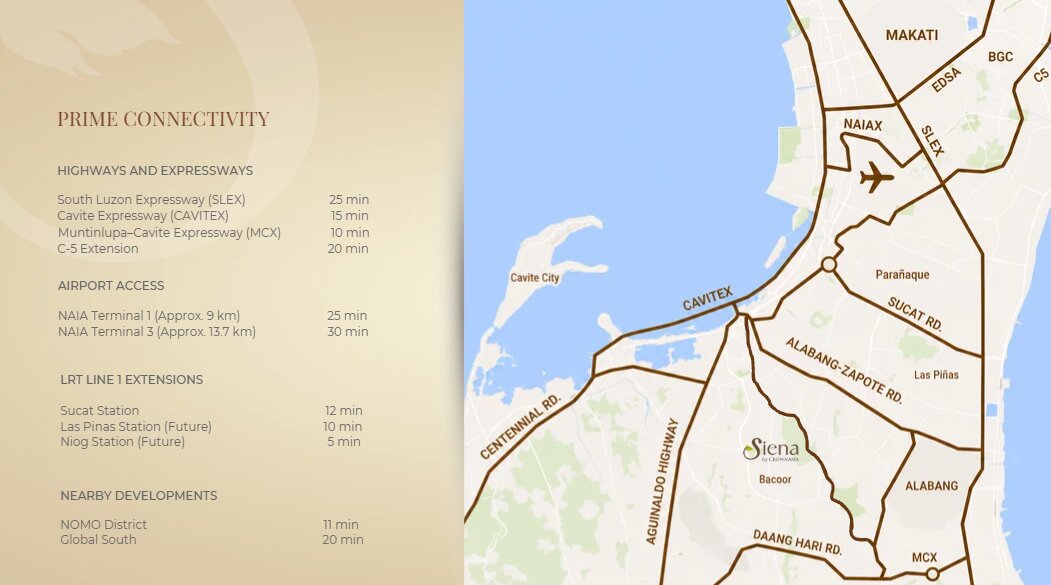 PRIME CONNECTIVITY
HIGHWAYS AND EXPRESSWAYS
South Luzon Expressway (SLEX) 25 min
Cavite Expressway (CAVITEX) 15 min
Muntinlupa–Cavite Expressway (MCX) 10 min
C-5 Extension 20 min
AIRPORT ACCESS
NAIA Terminal 1 (Approx. 9 km) 25 min
NAIA Terminal 3 (Approx. 13.7 km) 30 min
LRT LINE 1 EXTENSIONS
Sucat Station 12 min
Las Pinas Station (Future) 10 min
Niog Station (Future) 5 min
NEARBY DEVELOPMENTS
NOMO District 11 min
Global South 20 min
MAKATI
BGC
EDSA
C5
NAIAX
SLEX
Cavite City
Parañaque
CAVITEX
SUCAT RD.
ALABANG-ZAPOTE RD.
Las Piñas
CENTENNIAL RD.
AGUINALDO HIGHWAY
Siena
by CROWNASIA
Bacoor
ALABANG
DAANG HARI RD.
MCX